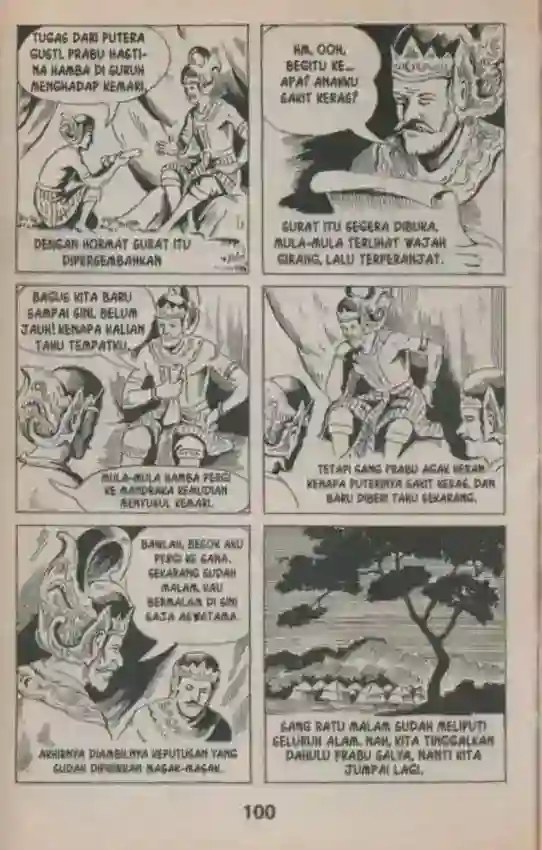 TUGAS DARI PUTERA
GUSTI, PRABU HASTI-
NA HAMBA DI SURUH
MENGHADAP KEMARI.
DENGAN HORMAT SURAT ITU
DIPERSEMBAHKAN
HM, OOH,
BEGITU KE...
APA? ANAKU
SAKIT KERAS?
SURAT ITU SEGERA DIBUKA.
MULA-MULA TERLIHAT WAJAH
GIRANG, LALU TERPERANJAT.
BAGUS KITA BARU
SAMPAI SINI, BELUM
JAUH! KENAPA KALIAN
TAHU TEMPATKU.
MULA-MULA HAMBA PERGI
KE MANDRAKA KEMUDIAN
MENYUSUL KEMARI.
TETAPI SANG PRABU AGAK HERAN
KENAPA PUTERINYA SAKIT KERAS, DAN
BARU DIBERI TAHU SEKARANG.
BAIKLAH, BESOK AKU
PERGI KE SANA.
SEKARANG SUDAH
MALAM, KAU
BERMALAM DI SINI
SAJA ASWATAMA.
AKHIRNYA DIAMBILNYA KEPUTUSAN YANG
SUDAH DIPIKIRKAN MASAK-MASAK.
SANG RATU MALAM SUDAH MELIPUTI
SELURUH ALAM. NAH, KITA TINGGALKAN
DAHULU PRABU SALYA, NANTI KITA
JUMPAI LAGI.
100